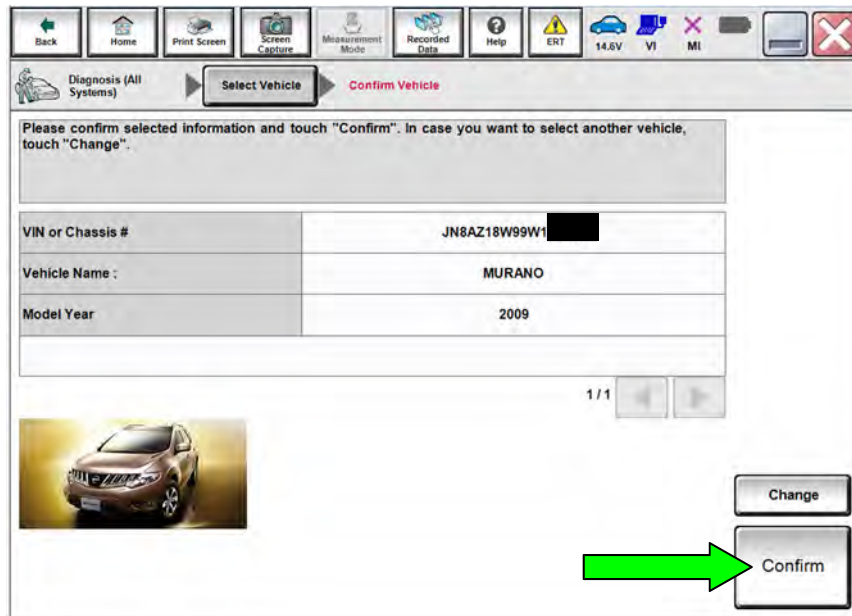 Back
Home
Print Screen
Screen
Capture
Measurement
Mode
Recorded
Data
Help
ERT
14.6V
VI
MI
Diagnosis (All
Systems)
Select Vehicle
Confirm Vehicle
Please confirm selected information and touch "Confirm". In case you want to select another vehicle,
touch "Change".
VIN or Chassis #
JN8AZ18W99W1
Vehicle Name :
MURANO
Model Year
2009
1/1
Change
Confirm